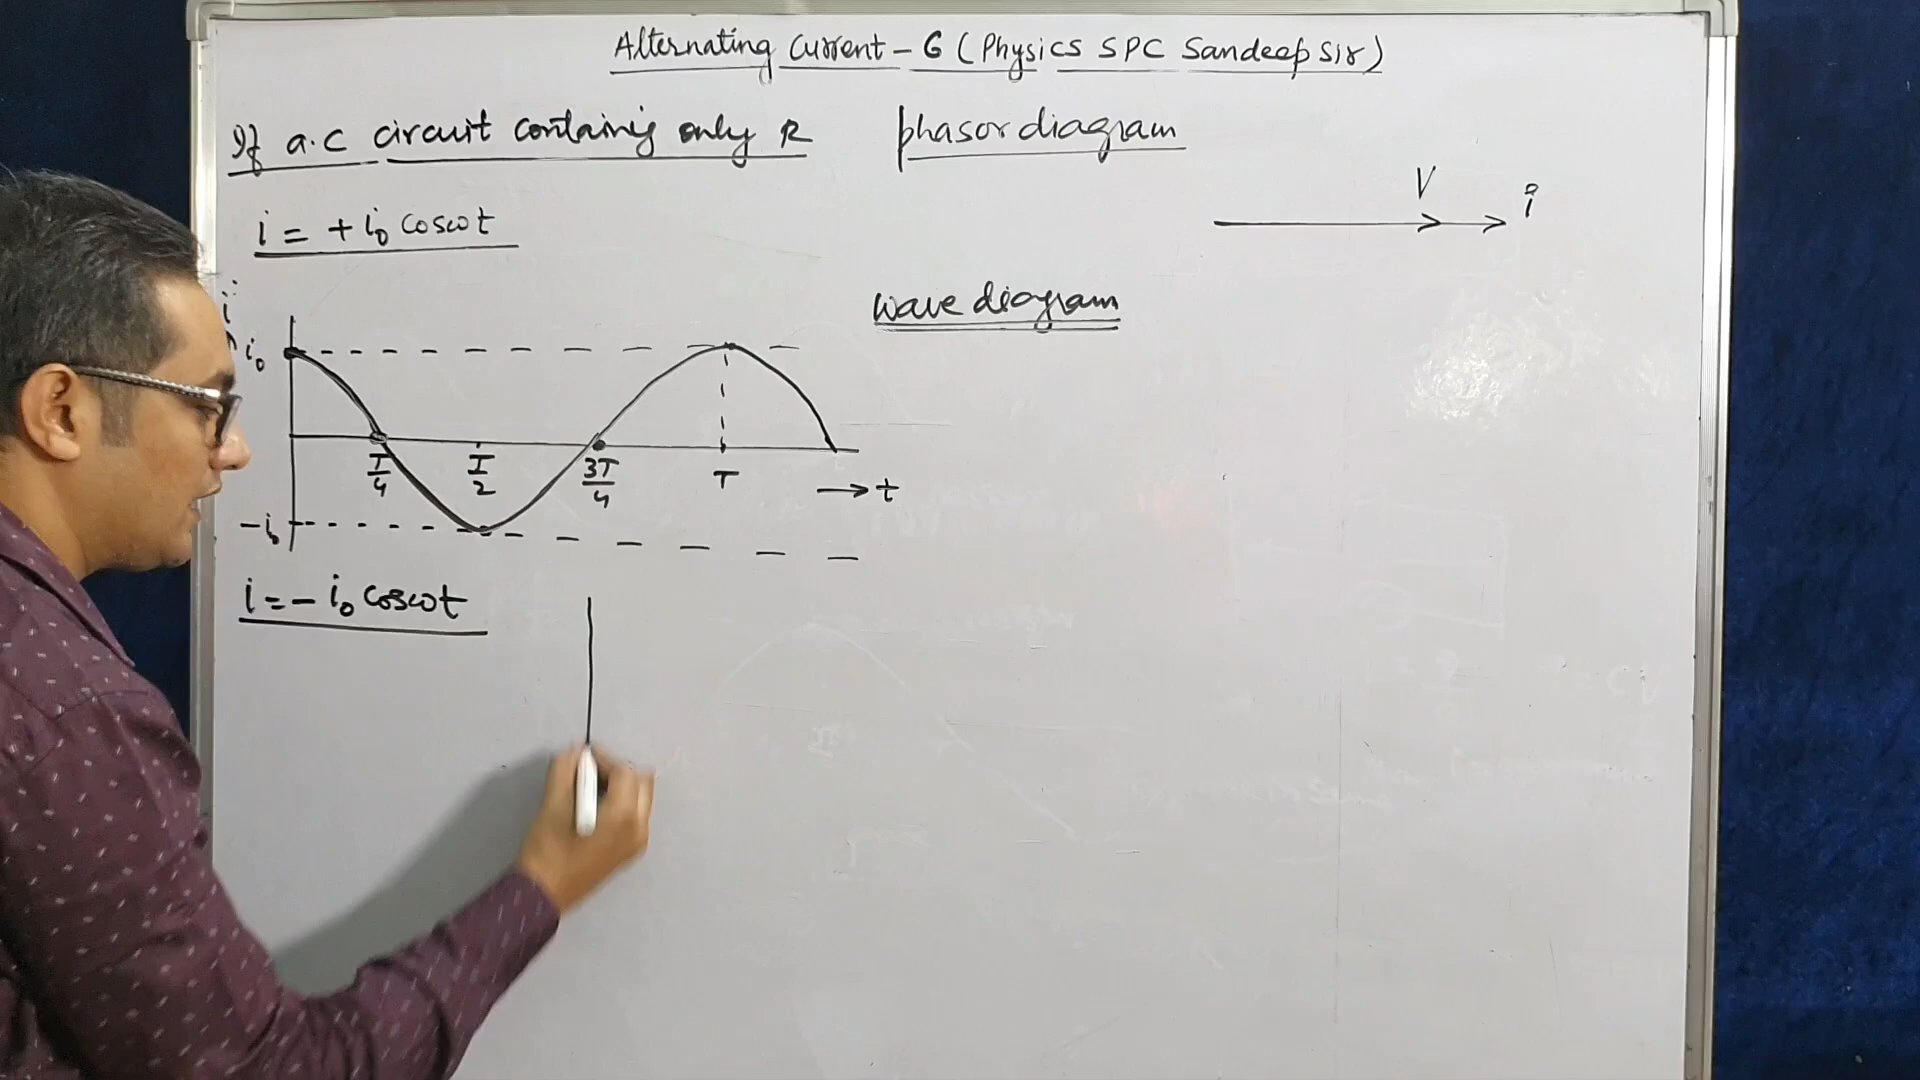 Alternating Current - 6 (Physics SPC Sandeep Sir)
If a.c circuit containing only R
phasor diagram
V
i
i = + i₀ cosωt
wave diagram
i
i₀
T/4
T/2
3T/4
T
→ t
-i₀
i = - i₀ cosωt